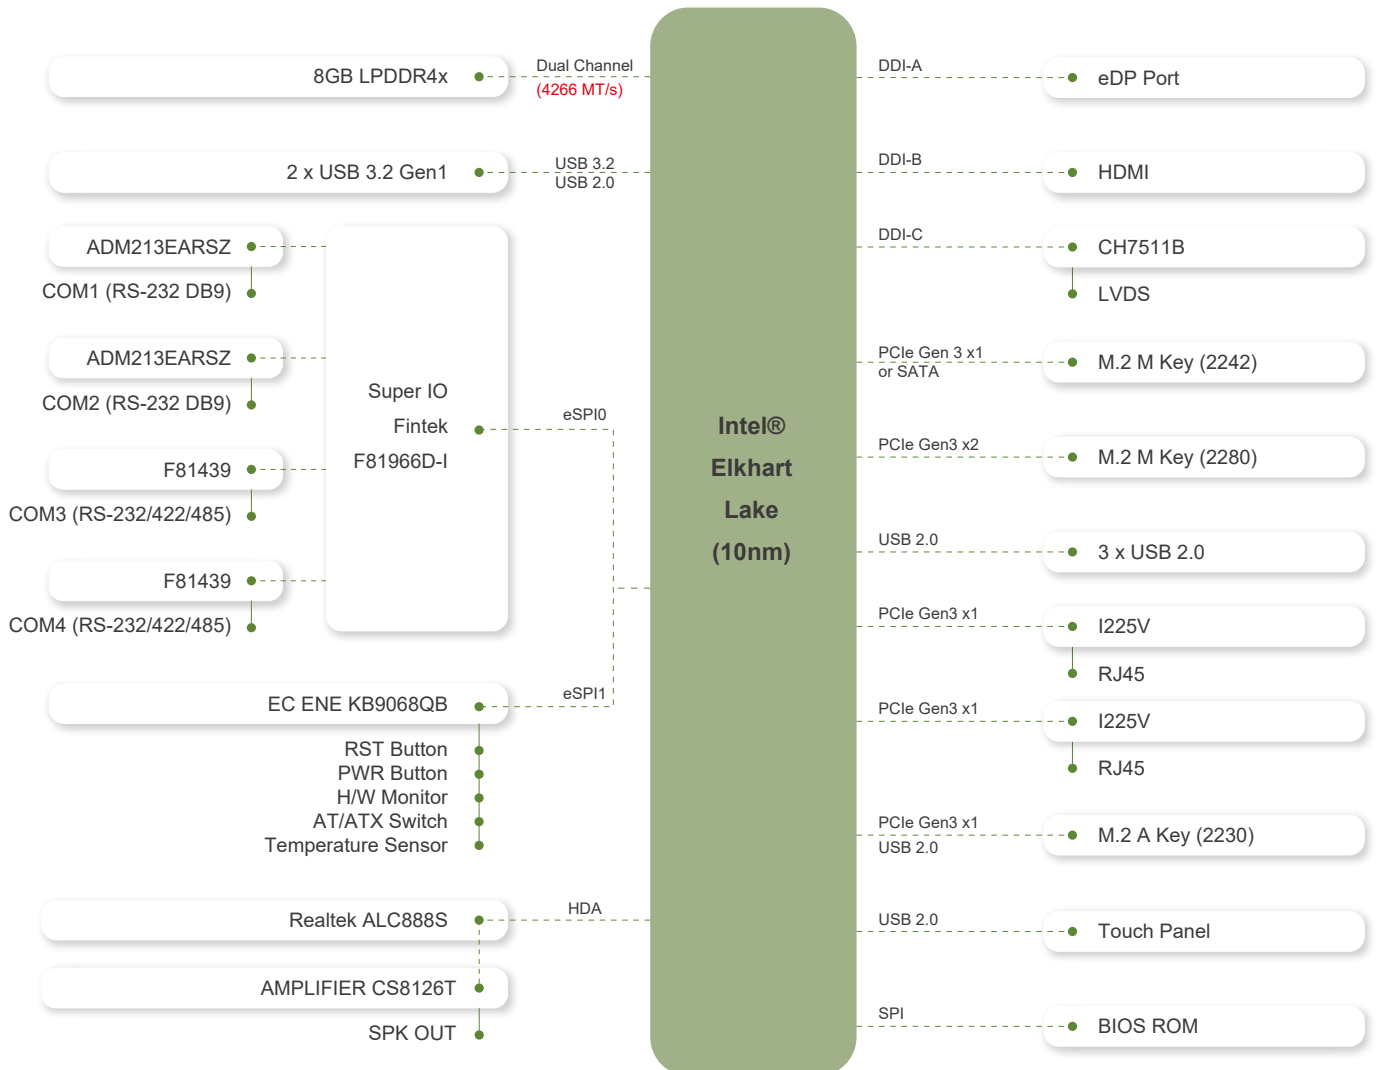 8GB LPDDR4x
Dual Channel
(4266 MT/s)
2 x USB 3.2 Gen1
USB 3.2
USB 2.0
ADM213EARSZ
COM1 (RS-232 DB9)
ADM213EARSZ
COM2 (RS-232 DB9)
F81439
COM3 (RS-232/422/485)
F81439
COM4 (RS-232/422/485)
Super IO
Fintek
F81966D-I
eSPI0
EC ENE KB9068QB
eSPI1
RST Button
PWR Button
H/W Monitor
AT/ATX Switch
Temperature Sensor
Realtek ALC888S
HDA
AMPLIFIER CS8126T
SPK OUT
Intel®
Elkhart
Lake
(10nm)
DDI-A
eDP Port
DDI-B
HDMI
DDI-C
CH7511B
LVDS
PCIe Gen 3 x1
or SATA
M.2 M Key (2242)
PCIe Gen3 x2
M.2 M Key (2280)
USB 2.0
3 x USB 2.0
PCIe Gen3 x1
I225V
RJ45
PCIe Gen3 x1
I225V
RJ45
PCIe Gen3 x1
USB 2.0
M.2 A Key (2230)
USB 2.0
Touch Panel
SPI
BIOS ROM